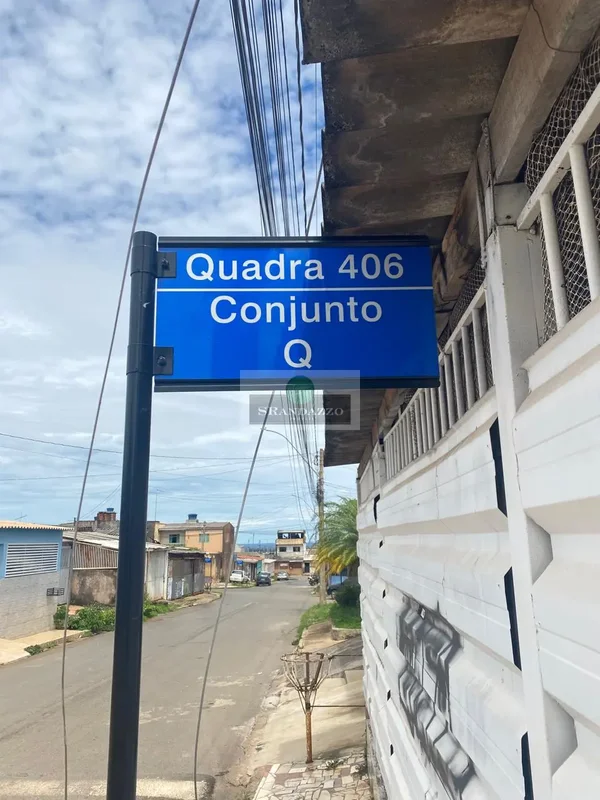 Quadra 406
Conjunto
Q
SRANDAZZO